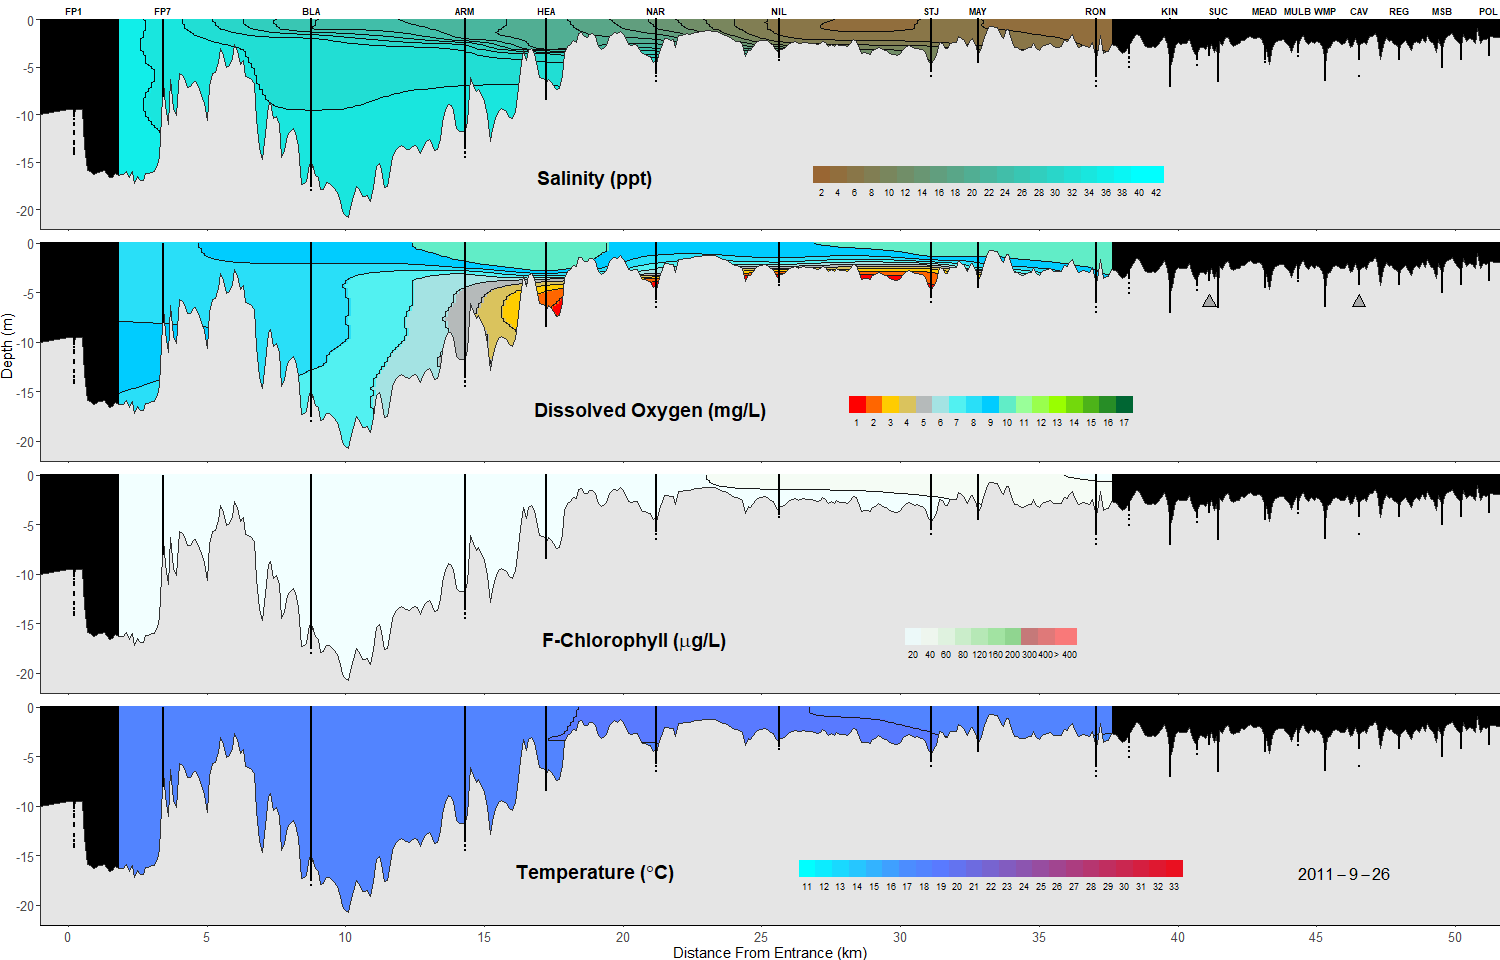 FP1 FP7 BLA ARM HEA NAR NIL STJ MAY RON KIN SUC MEAD MULB WMP CAV REG MSB POL
0
-5
-10
-15
-20
Salinity (ppt)
2 4 6 8 10 12 14 16 18 20 22 24 26 28 30 32 34 36 38 40 42
0
-5
-10
-15
-20
Depth (m)
Dissolved Oxygen (mg/L)
1 2 3 4 5 6 7 8 9 10 11 12 13 14 15 16 17
0
-5
-10
-15
-20
F-Chlorophyll (μg/L)
20 40 60 80 120 160 200 300 400 > 400
0
-5
-10
-15
-20
Temperature (°C)
11 12 13 14 15 16 17 18 19 20 21 22 23 24 25 26 27 28 29 30 31 32 33
2011-9-26
0 5 10 15 20 25 30 35 40 45 50
Distance From Entrance (km)